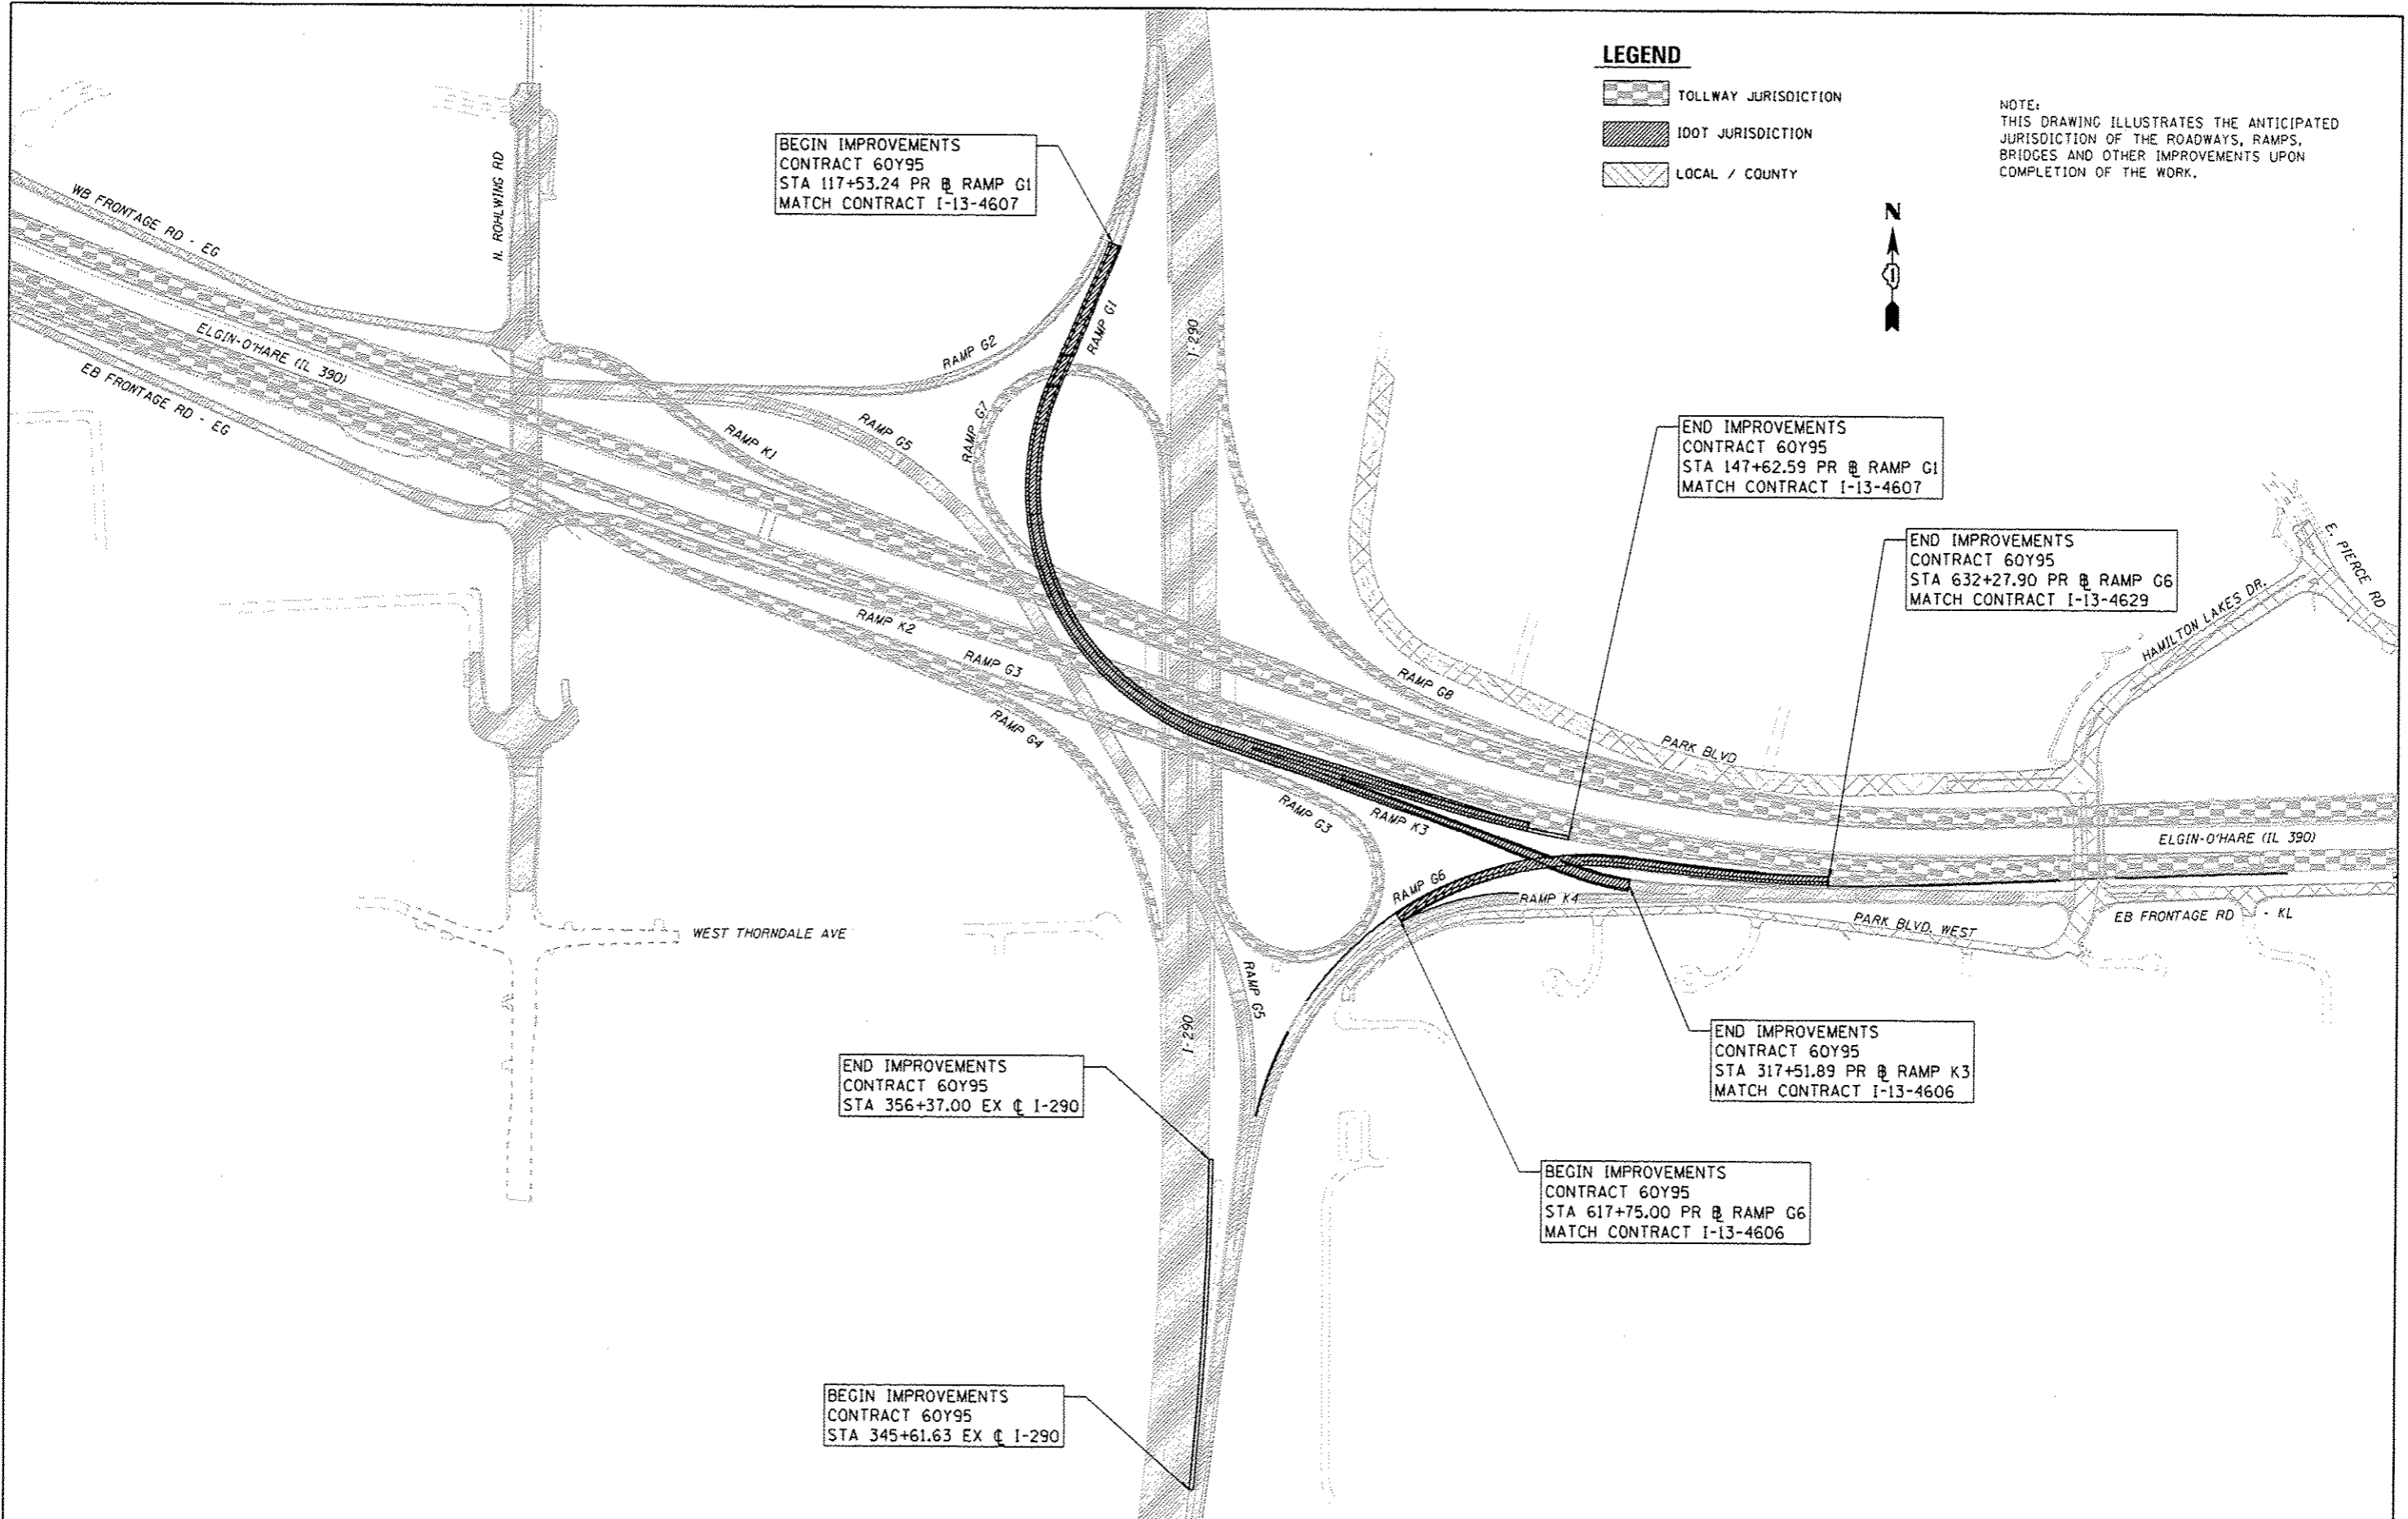 LEGEND
TOLLWAY JURISDICTION
IDOT JURISDICTION
LOCAL / COUNTY
NOTE:
THIS DRAWING ILLUSTRATES THE ANTICIPATED
JURISDICTION OF THE ROADWAYS, RAMPS,
BRIDGES AND OTHER IMPROVEMENTS UPON
COMPLETION OF THE WORK.
N
BEGIN IMPROVEMENTS
CONTRACT 60Y95
STA 117+53.24 PR ℄ RAMP G1
MATCH CONTRACT I-13-4607
N. ROHLWING RD
WB FRONTAGE RD - EG
ELGIN-O'HARE (IL 390)
EB FRONTAGE RD - EG
RAMP G2
RAMP G1
I-290
RAMP G7
RAMP G5
RAMP K1
RAMP K2
RAMP G3
RAMP G4
END IMPROVEMENTS
CONTRACT 60Y95
STA 147+62.59 PR ℄ RAMP G1
MATCH CONTRACT I-13-4607
END IMPROVEMENTS
CONTRACT 60Y95
STA 632+27.90 PR ℄ RAMP G6
MATCH CONTRACT I-13-4629
E. PIERCE RD
HAMILTON LAKES DR.
RAMP G8
PARK BLVD
RAMP K3
RAMP G3
ELGIN-O'HARE (IL 390)
RAMP G6
RAMP K4
PARK BLVD. WEST
EB FRONTAGE RD - KL
WEST THORNDALE AVE
RAMP G5
I-290
END IMPROVEMENTS
CONTRACT 60Y95
STA 317+51.89 PR ℄ RAMP K3
MATCH CONTRACT I-13-4606
END IMPROVEMENTS
CONTRACT 60Y95
STA 356+37.00 EX ℄ I-290
BEGIN IMPROVEMENTS
CONTRACT 60Y95
STA 617+75.00 PR ℄ RAMP G6
MATCH CONTRACT I-13-4606
BEGIN IMPROVEMENTS
CONTRACT 60Y95
STA 345+61.63 EX ℄ I-290